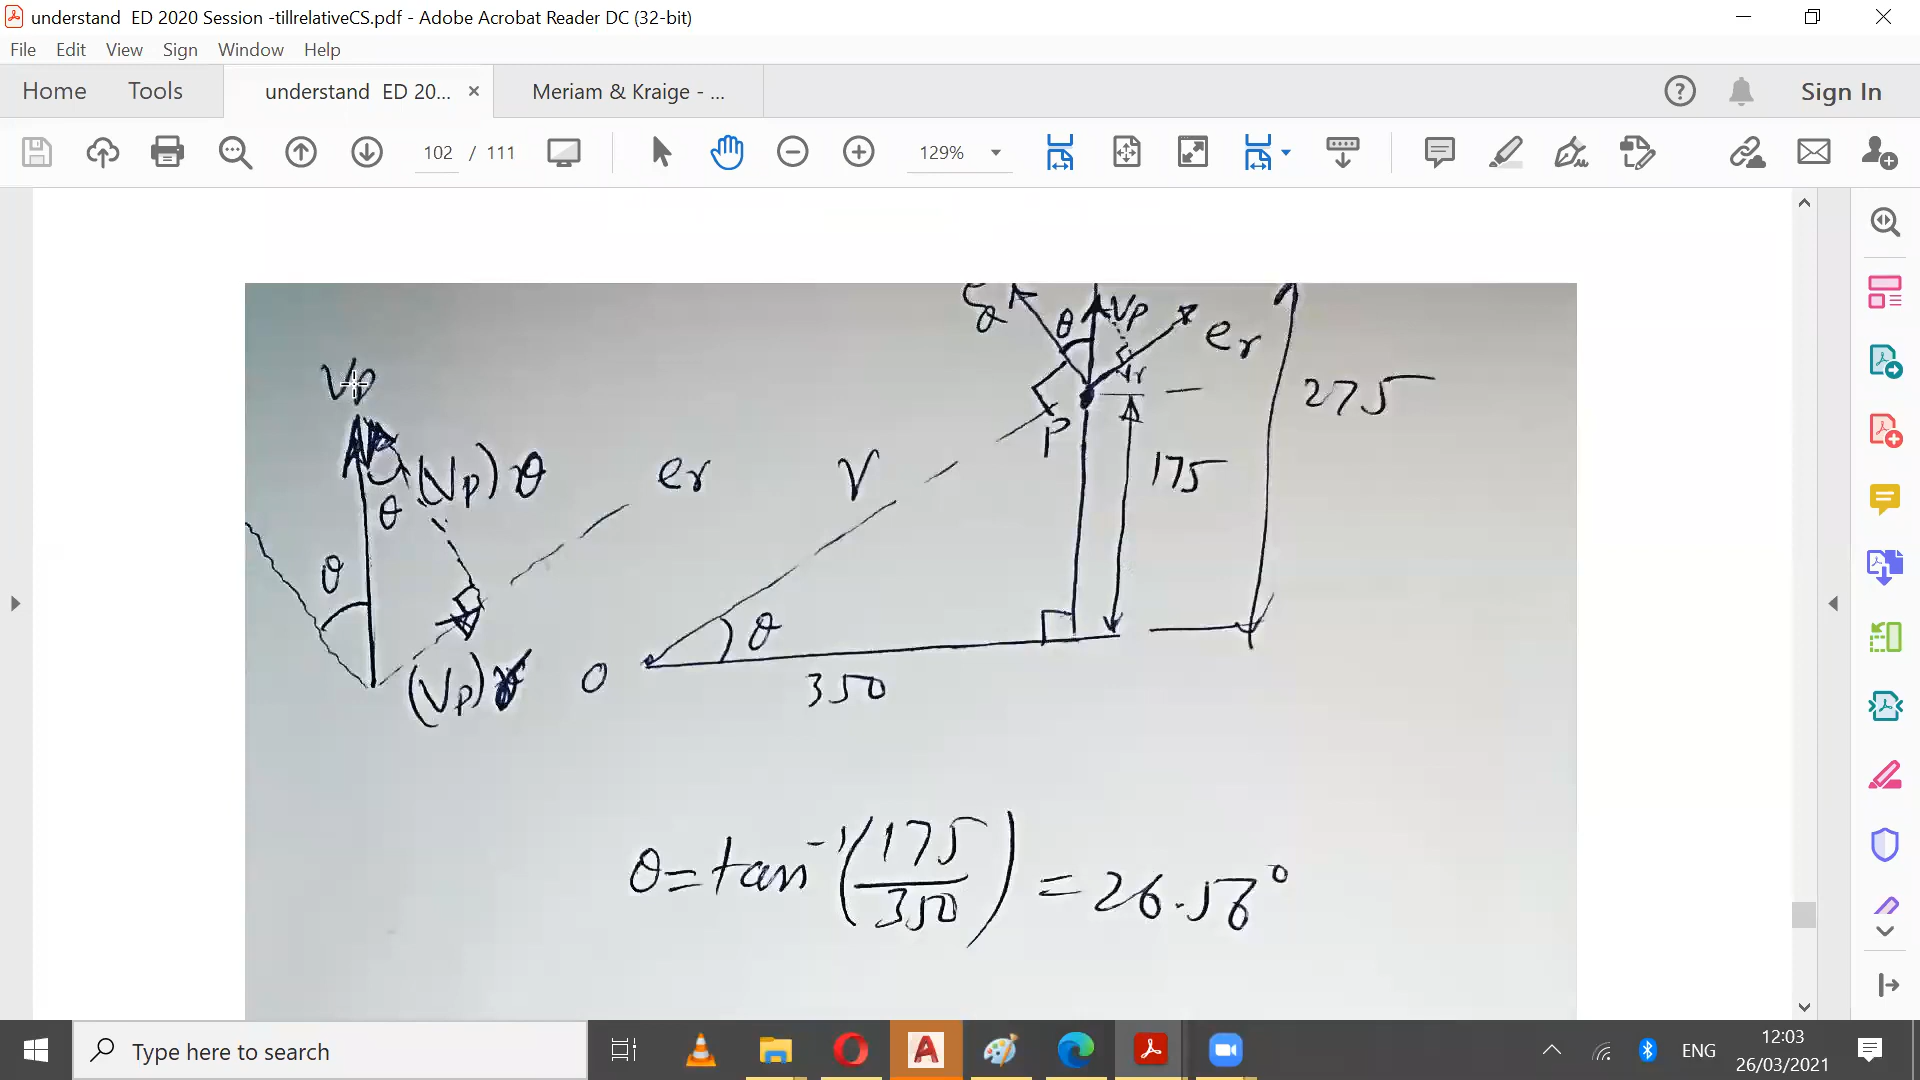 understand ED 2020 Session -tillrelativeCS.pdf - Adobe Acrobat Reader DC (32-bit)
File Edit View Sign Window Help
Home Tools understand ED 20... × Meriam & Kraige - ... Sign In
102 / 111 129%
θ Vp er
Vr
275
Vp
(Vp)θ er r P 175
θ
θ
θ
(Vp)r O 350
θ=tan⁻¹(175/350) = 26.56°
Type here to search
ENG 12:03
26/03/2021